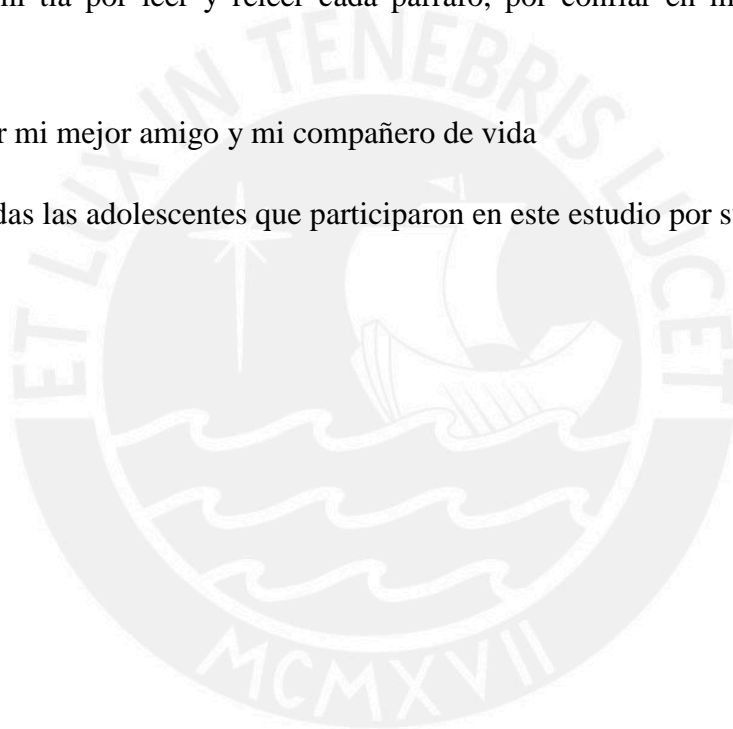 tía por leer y releer cada párrafo, por confiar en
mi mejor amigo y mi compañero de vida
las adolescentes que participaron en este estudio por
ET LUX IN TENEBRIS LUCET
MCMXVII